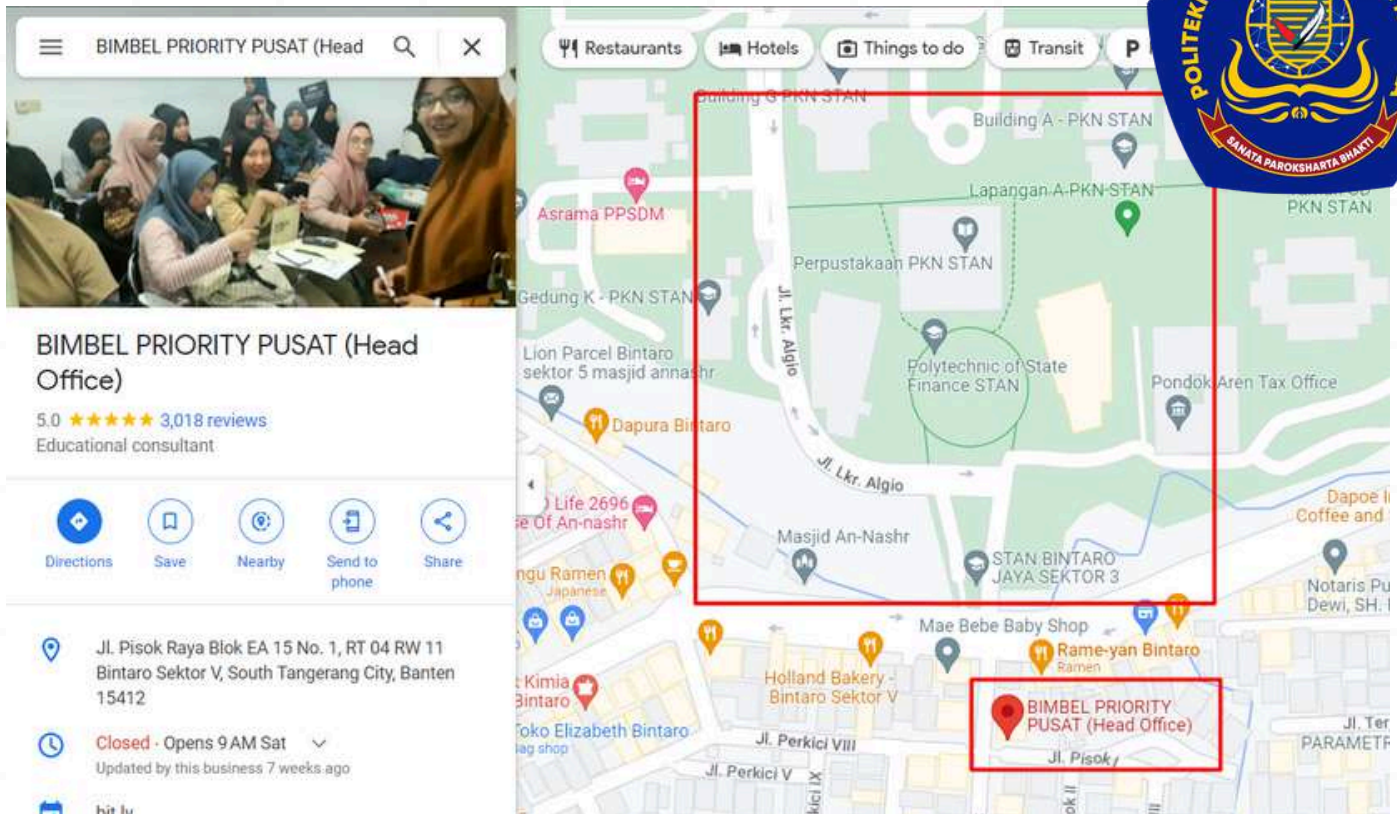 BIMBEL PRIORITY PUSAT (Head
BIMBEL PRIORITY PUSAT (Head
Office)
5.0
3,018 reviews
Educational consultant
Directions
Save
Nearby
Send to
phone
Share
Jl. Pisok Raya Blok EA 15 No. 1, RT 04 RW 11
Bintaro Sektor V, South Tangerang City, Banten
15412
Closed · Opens 9 AM Sat
Updated by this business 7 weeks ago
bit.ly
Restaurants
Hotels
Things to do
Transit
P
POLITEK
SANATA PAROKSHARTA BHAKTI
Building G PKN STAN
Building A - PKN STAN
Lapangan A-PKN STAN
PKN STAN
Asrama PPSDM
Perpustakaan PKN STAN
Gedung K - PKN STAN
Jl. Lkr. Algio
Lion Parcel Bintaro
sektor 5 masjid annashr
Polytechnic of State
Finance STAN
Pondok Aren Tax Office
Dapura Bintaro
Jl. Lkr. Algio
Life 2696
Of An-nashr
Masjid An-Nashr
STAN BINTARO
JAYA SEKTOR 3
Dapoe
Coffee and
Notaris Pu
Dewi, SH.
Ramen
Japanese
Mae Bebe Baby Shop
Rame-yan Bintaro
Ramen
Kimia
Bintaro
Holland Bakery -
Bintaro Sektor V
BIMBEL PRIORITY
PUSAT (Head Office)
Toko Elizabeth Bintaro
bag shop
Jl. Perkici VIII
Jl. Pisok
Jl. Ter
PARAMETR
Jl. Perkici V
kici IX
ok II